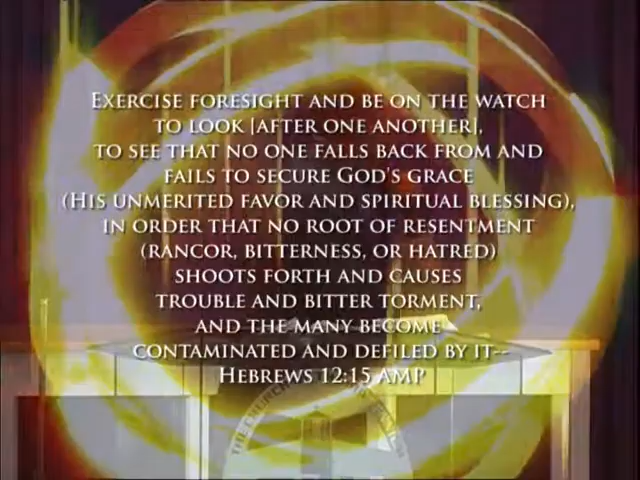 Exercise foresight and be on the watch
to look [after one another],
to see that no one falls back from and
fails to secure God's grace
(His unmerited favor and spiritual blessing),
in order that no root of resentment
(rancor, bitterness, or hatred)
shoots forth and causes
trouble and bitter torment,
and the many become
contaminated and defiled by it--
Hebrews 12:15 AMP
THE CHURCH